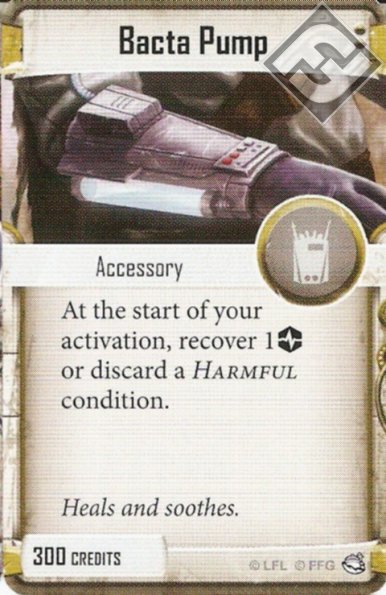 Bacta Pump
Accessory
At the start of your
activation, recover 1
or discard a HARMFUL
condition.
Heals and soothes.
300 CREDITS
© LFL © FFG